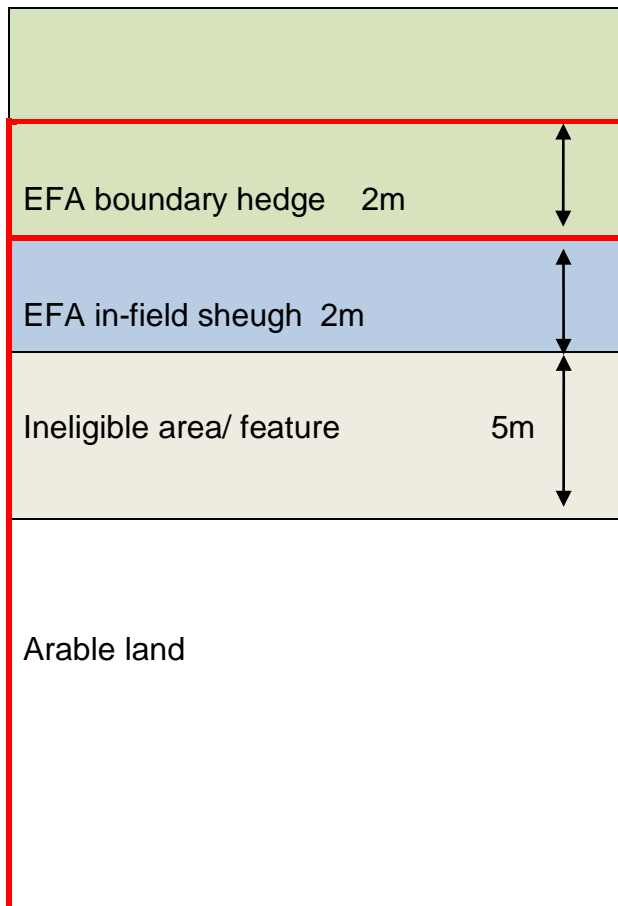 EFA boundary hedge 2m
EFA in-field sheugh 2m
Ineligible area/ feature 5m
Arable land